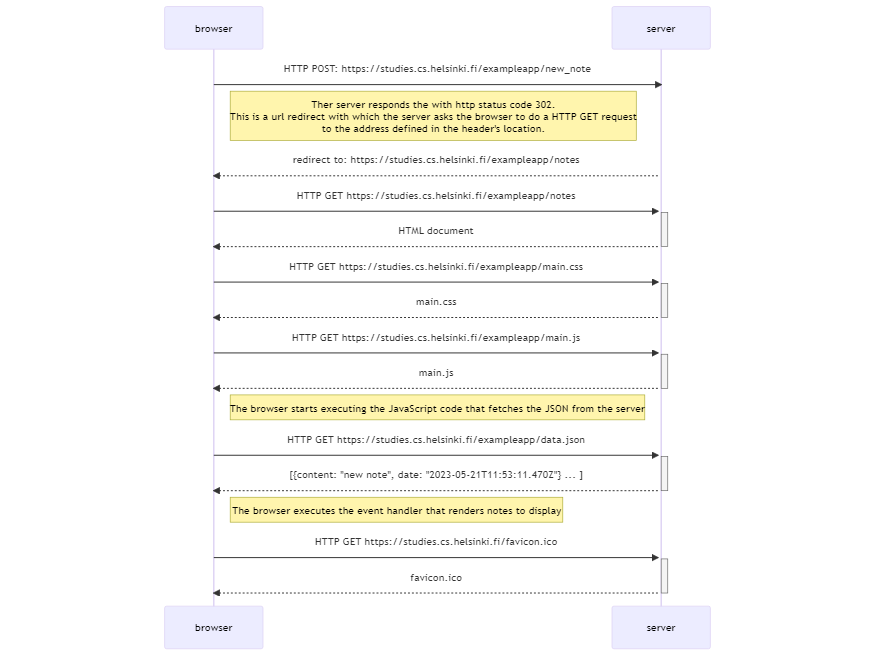 browser
server
HTTP POST: https://studies.cs.helsinki.fi/exampleapp/new_note
Ther server responds the with http status code 302.
This is a url redirect with which the server asks the browser to do a HTTP GET request
to the address defined in the header's location.
redirect to: https://studies.cs.helsinki.fi/exampleapp/notes
HTTP GET https://studies.cs.helsinki.fi/exampleapp/notes
HTML document
HTTP GET https://studies.cs.helsinki.fi/exampleapp/main.css
main.css
HTTP GET https://studies.cs.helsinki.fi/exampleapp/main.js
main.js
The browser starts executing the JavaScript code that fetches the JSON from the server
HTTP GET https://studies.cs.helsinki.fi/exampleapp/data.json
[{content: "new note", date: "2023-05-21T11:53:11.470Z"} ... ]
The browser executes the event handler that renders notes to display
HTTP GET https://studies.cs.helsinki.fi/favicon.ico
favicon.ico
browser
server